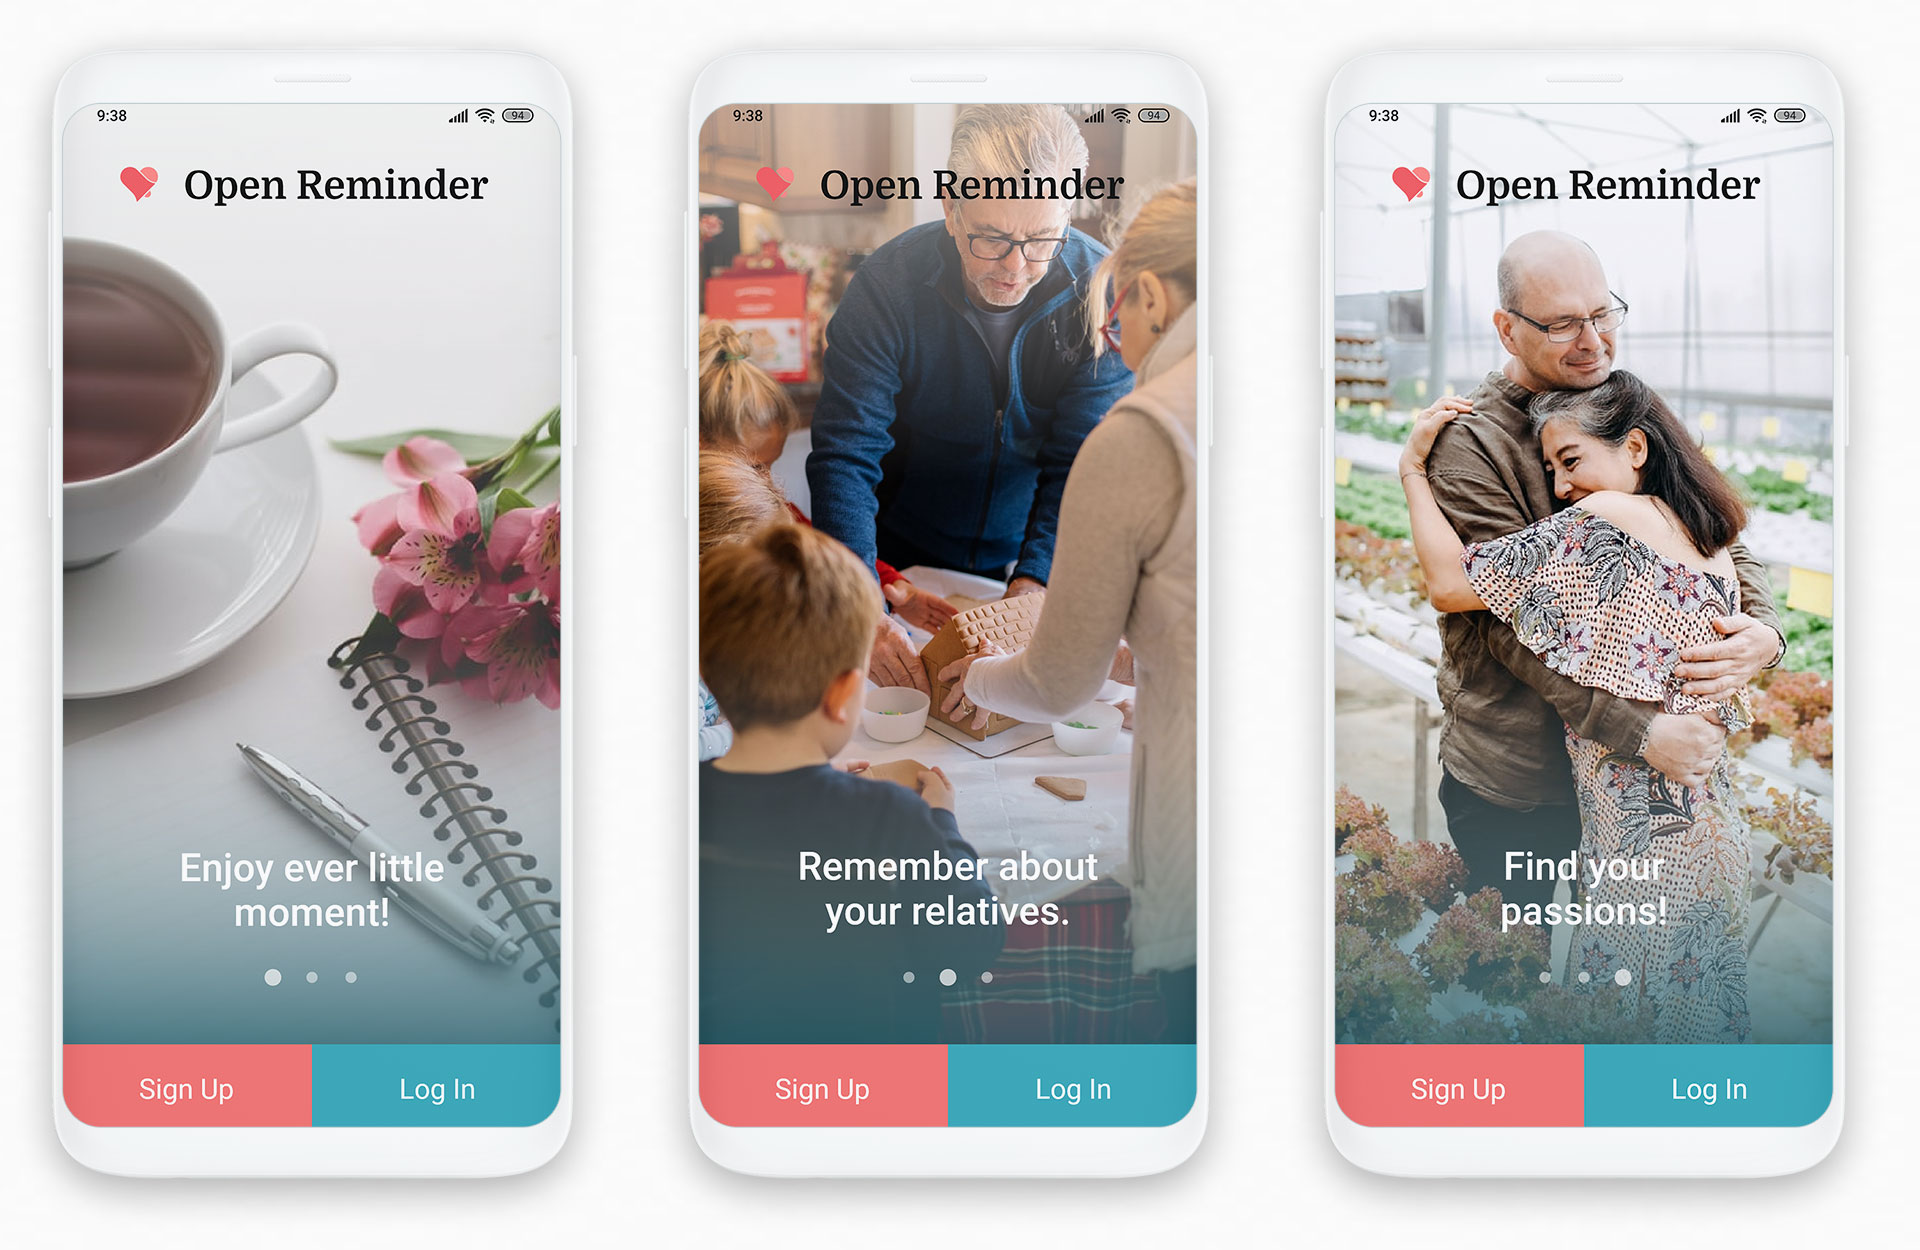 9:38
94
Open Reminder
Enjoy ever little
moment!
Sign Up
Log In
9:38
94
Open Reminder
Remember about
your relatives.
Sign Up
Log In
9:38
94
Open Reminder
Find your
passions!
Sign Up
Log In